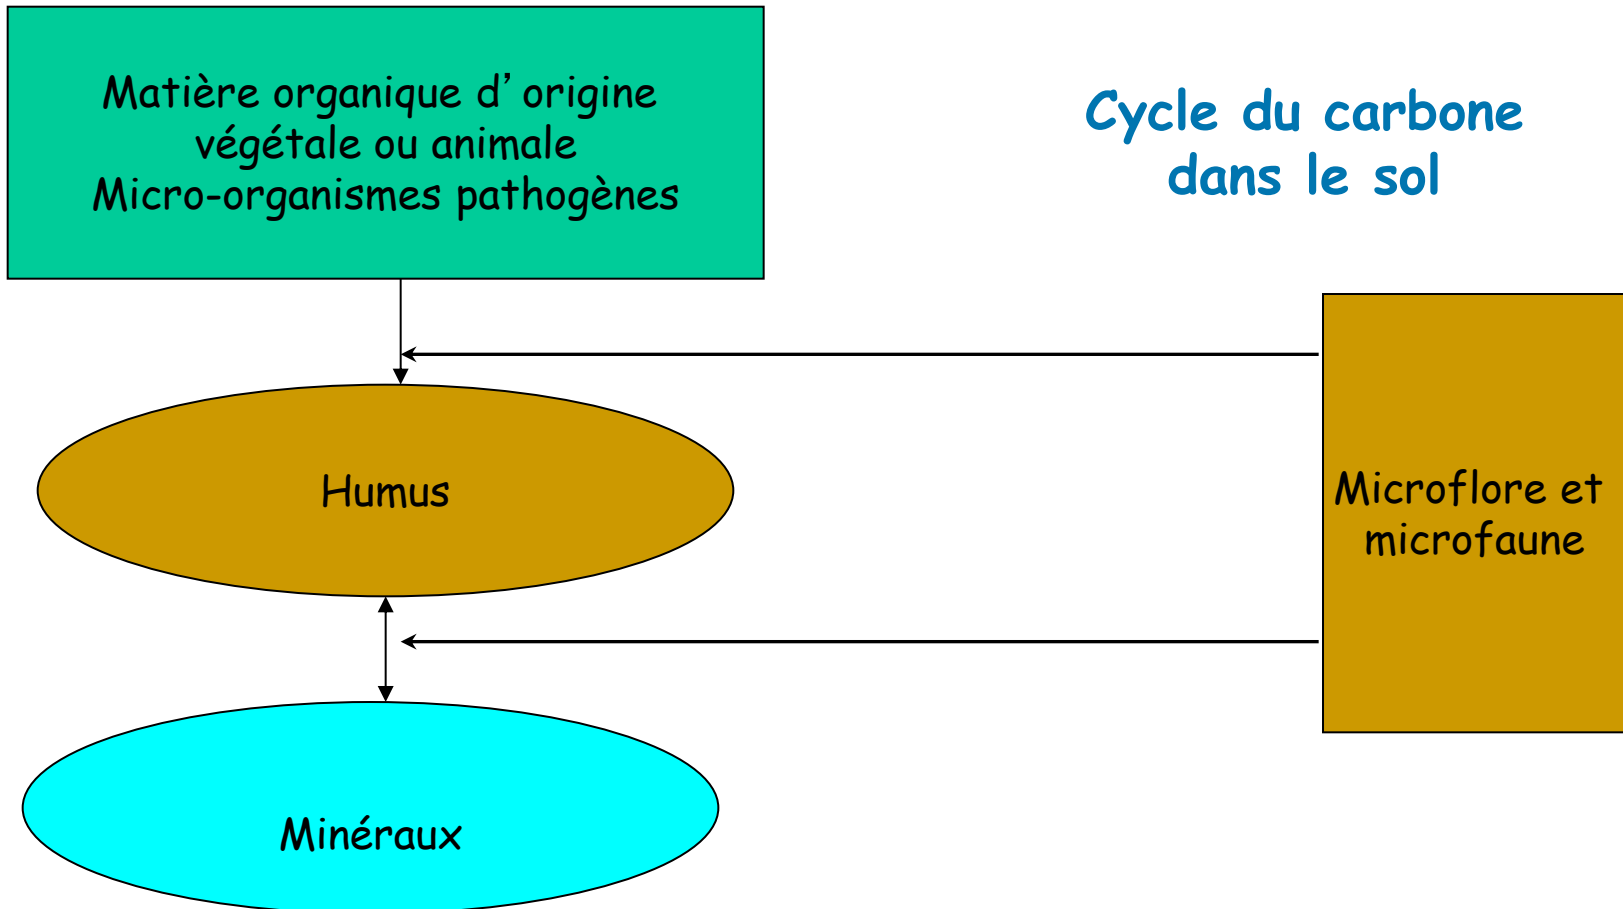 Matière organique d’ origine
végétale ou animale
Micro-organismes pathogènes
Cycle du carbone
dans le sol
Humus
Microflore et
microfaune
Minéraux